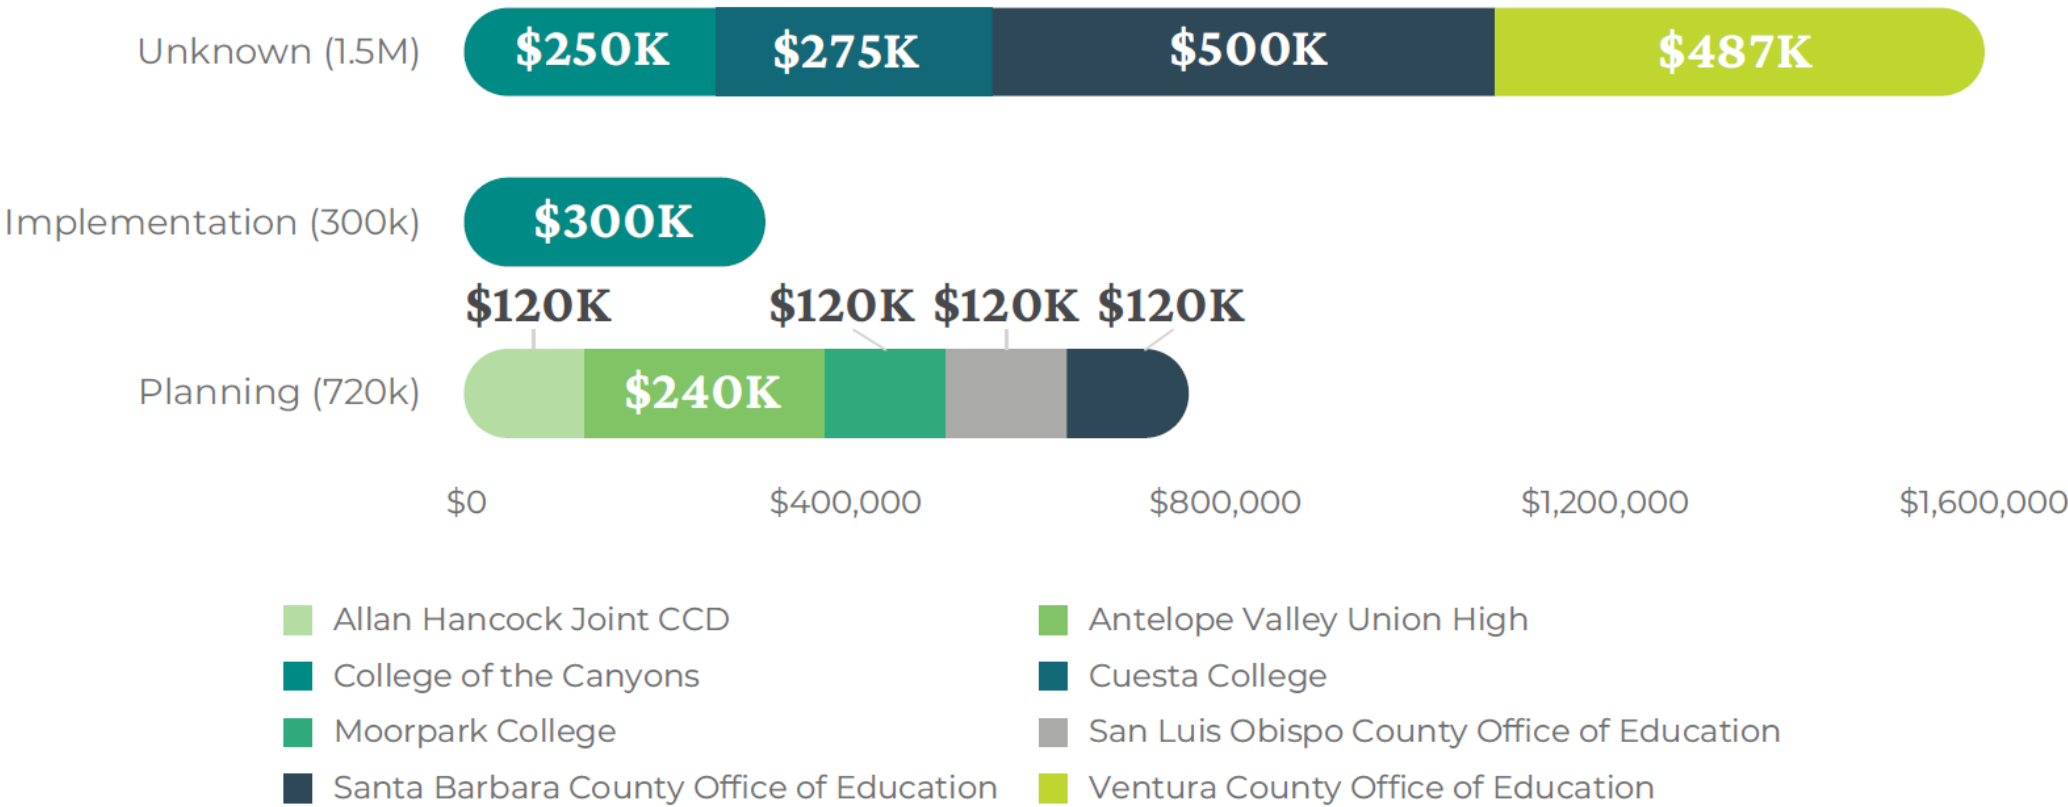 Unknown (1.5M) $250K $275K $500K $487K
Implementation (300k) $300K
$120K $120K $120K $120K
Planning (720k) $240K
$0 $400,000 $800,000 $1,200,000 $1,600,000
Allan Hancock Joint CCD Antelope Valley Union High
College of the Canyons Cuesta College
Moorpark College San Luis Obispo County Office of Education
Santa Barbara County Office of Education Ventura County Office of Education